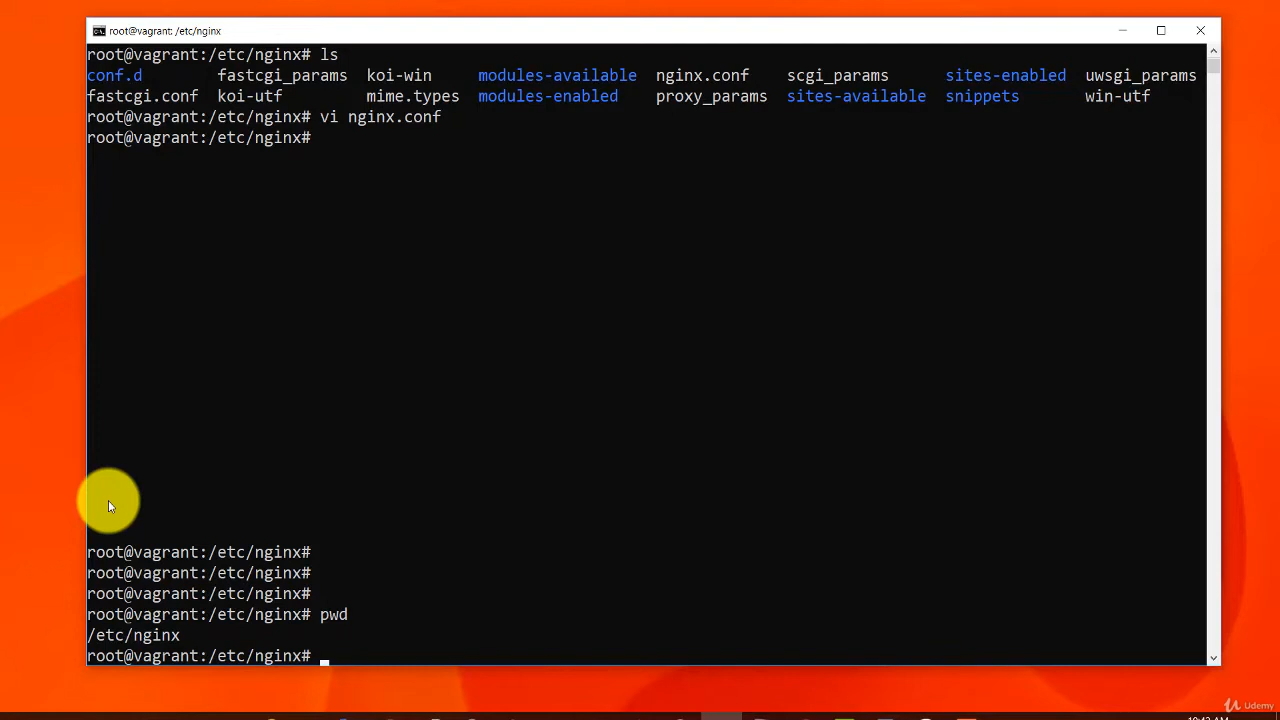 root@vagrant: /etc/nginx
root@vagrant:/etc/nginx# ls
conf.d fastcgi_params koi-win modules-available nginx.conf scgi_params sites-enabled uwsgi_params
fastcgi.conf koi-utf mime.types modules-enabled proxy_params sites-available snippets win-utf
root@vagrant:/etc/nginx# vi nginx.conf
root@vagrant:/etc/nginx#
root@vagrant:/etc/nginx#
root@vagrant:/etc/nginx#
root@vagrant:/etc/nginx#
root@vagrant:/etc/nginx# pwd
/etc/nginx
root@vagrant:/etc/nginx#
Udemy